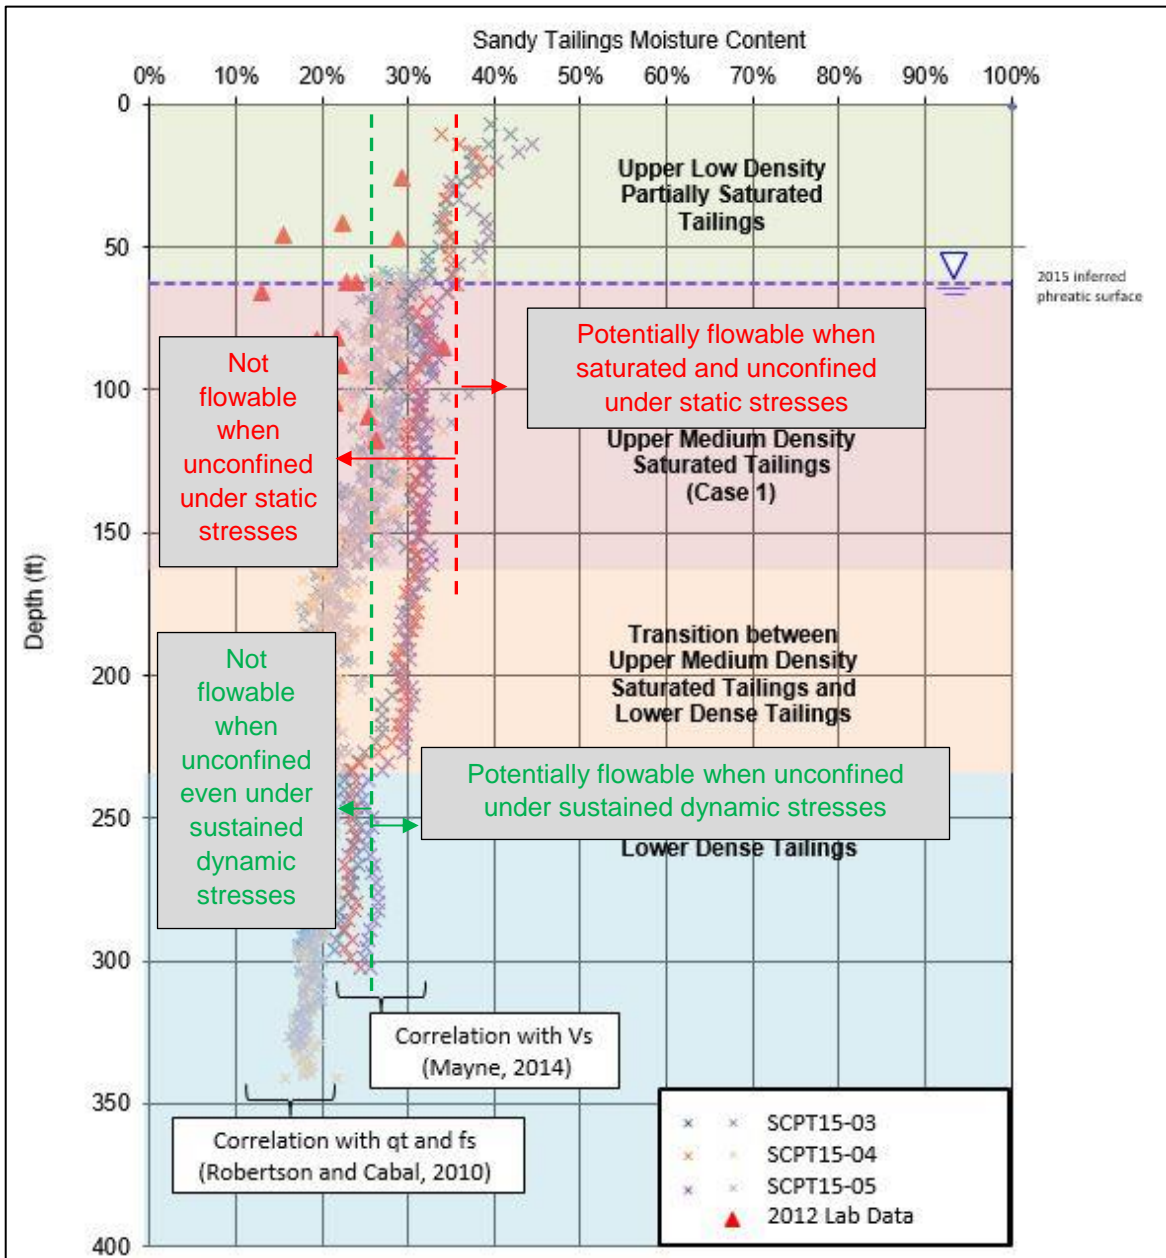 Sandy Tailings Moisture Content
0% 10% 20% 30% 40% 50% 60% 70% 80% 90% 100%
0
50
100
150
200
250
300
350
400
Depth (ft)
Upper Low Density
Partially Saturated
Tailings
2015 inferred
phreatic surface
Not
flowable
when
unconfined
under static
stresses
Potentially flowable when
saturated and unconfined
under static stresses
Upper Medium Density
Saturated Tailings
(Case 1)
Transition between
Upper Medium Density
Saturated Tailings and
Lower Dense Tailings
Not
flowable
when
unconfined
even under
sustained
dynamic
stresses
Potentially flowable when unconfined
under sustained dynamic stresses
Lower Dense Tailings
Correlation with Vs
(Mayne, 2014)
Correlation with qt and fs
(Robertson and Cabal, 2010)
SCPT15-03
SCPT15-04
SCPT15-05
2012 Lab Data